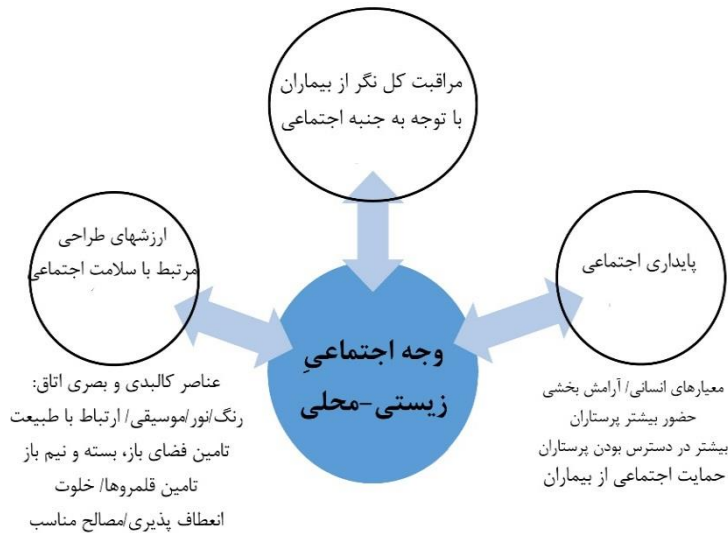 مراقبت کل نگر از بیماران
با توجه به جنبه اجتماعی
پایداری اجتماعی
معیارهای انسانی/ آرامش بخشی
حضور بیشتر پرستاران
بیشتر در دسترس بودن پرستاران
حمایت اجتماعی از بیماران
وجه اجتماعیِ
زیستی-محلی
ارزشهای طراحی
مرتبط با سلامت اجتماعی
عناصر کالبدی و بصری اتاق:
رنگ/نور/موسیقی/ ارتباط با طبیعت
تامین فضای باز، بسته و نیم باز
تامین قلمروها/ خلوت
انعطاف پذیری/مصالح مناسب